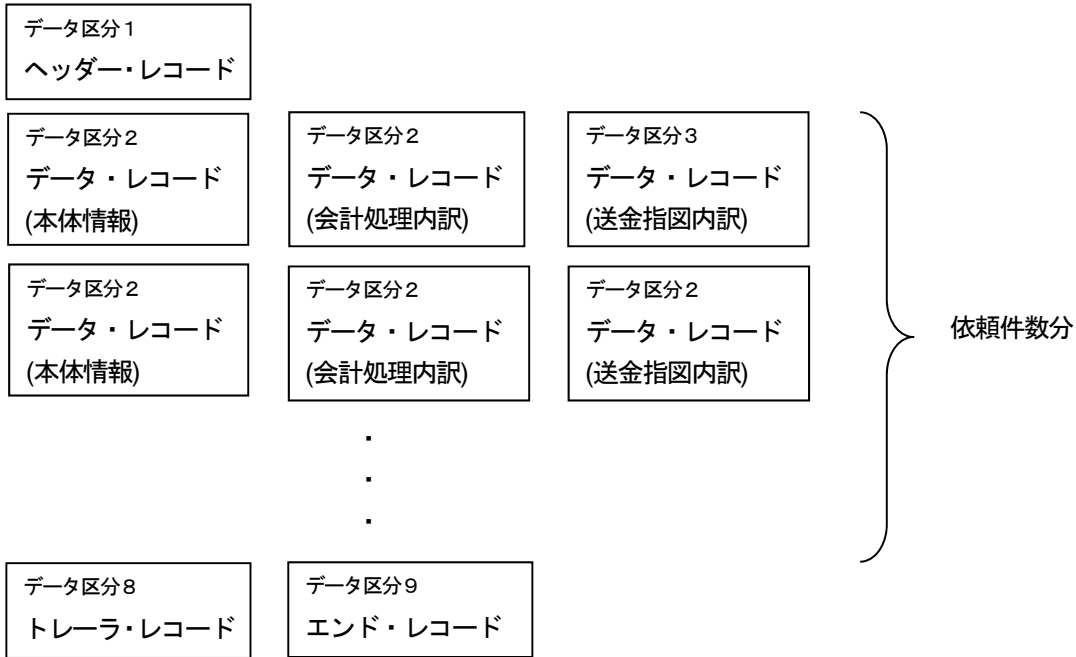 データ区分1
ヘッダー・レコード
データ区分2
データ・レコード
(本体情報)
データ区分2
データ・レコード
(会計処理内訳)
データ区分3
データ・レコード
(送金指図内訳)
データ区分2
データ・レコード
(本体情報)
データ区分2
データ・レコード
(会計処理内訳)
データ区分2
データ・レコード
(送金指図内訳)
依頼件数分
・
・
・
データ区分8
トレーラ・レコード
データ区分9
エンド・レコード